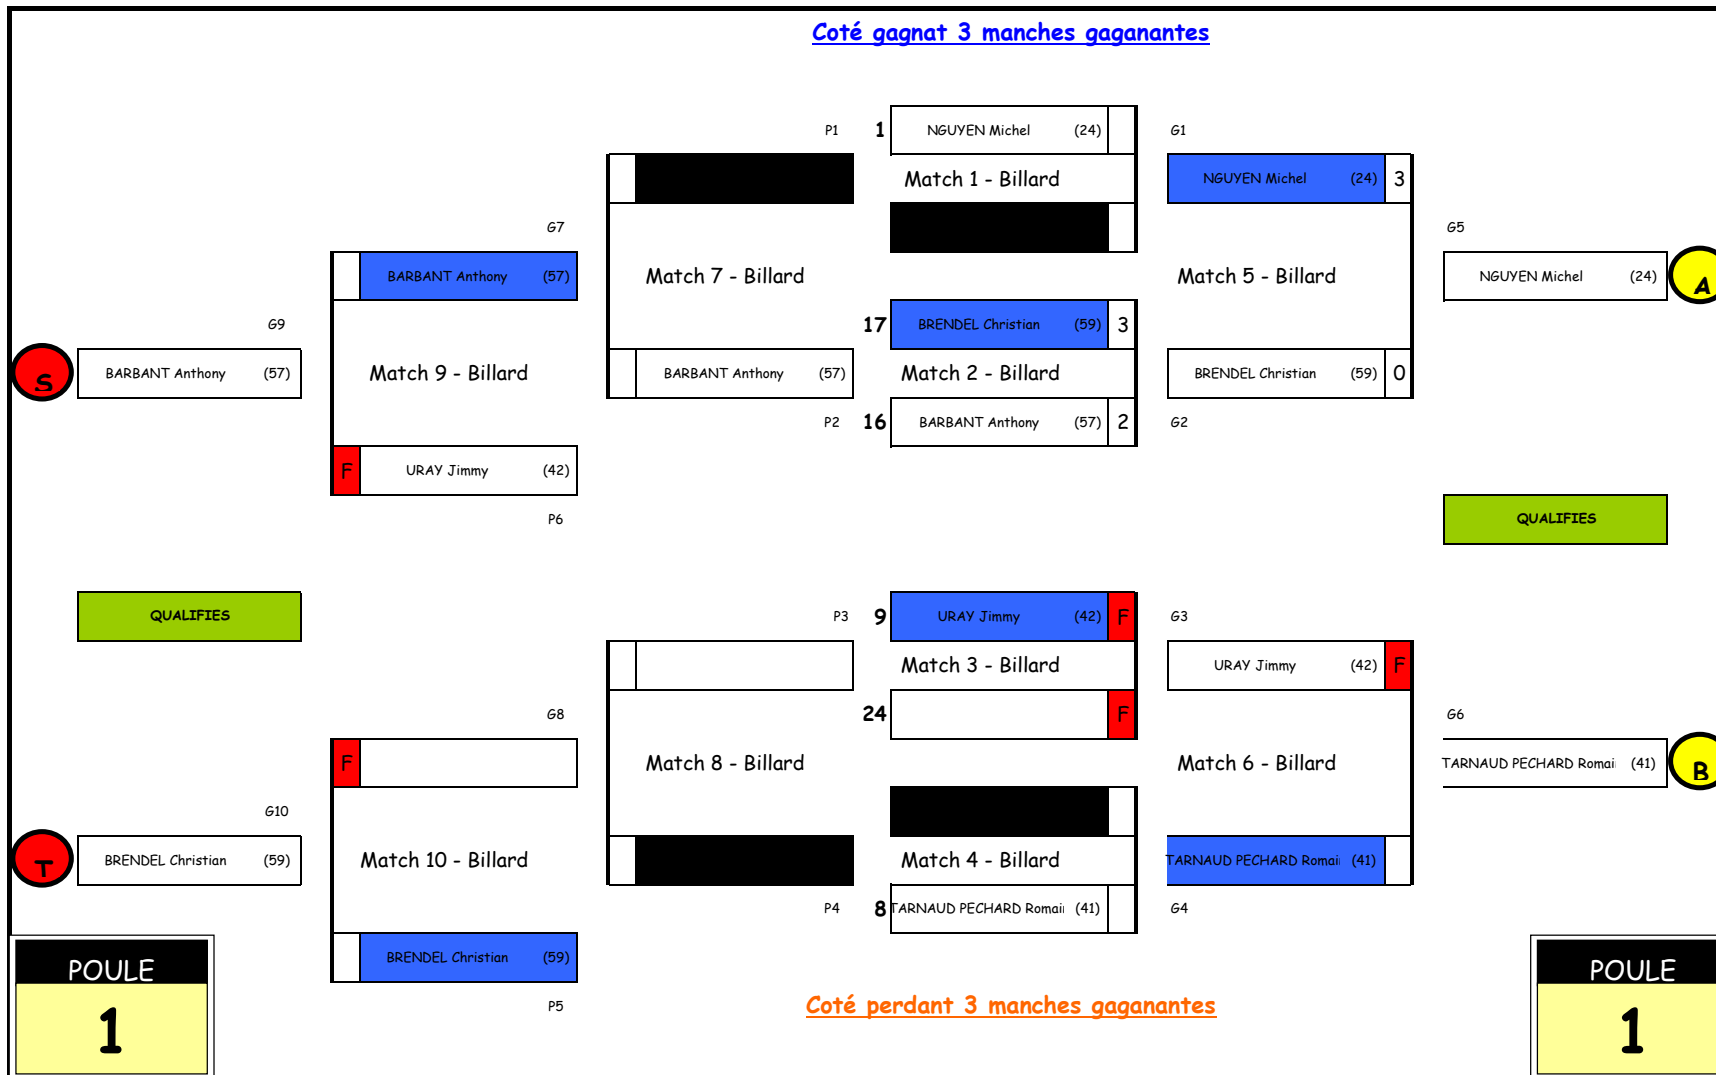 Coté gagnat 3 manches gaganantes
P1 1 NGUYEN Michel (24) G1
Match 1 - Billard NGUYEN Michel (24) 3
G7 G5
BARBANT Anthony (57) Match 7 - Billard Match 5 - Billard NGUYEN Michel (24) A
G9 17 BRENDEL Christian (59) 3
S BARBANT Anthony (57) Match 9 - Billard BARBANT Anthony (57) Match 2 - Billard BRENDEL Christian (59) 0
P2 16 BARBANT Anthony (57) 2 G2
F URAY Jimmy (42)
P6 QUALIFIES
QUALIFIES P3 9 URAY Jimmy (42) F G3
Match 3 - Billard URAY Jimmy (42) F
G8 24 F G6
F Match 8 - Billard Match 6 - Billard TARNAUD PECHARD Romai (41) B
G10
T BRENDEL Christian (59) Match 10 - Billard Match 4 - Billard TARNAUD PECHARD Romai (41)
P4 8 TARNAUD PECHARD Romai (41) G4
BRENDEL Christian (59)
POULE POULE
P5 Coté perdant 3 manches gaganantes
1 1